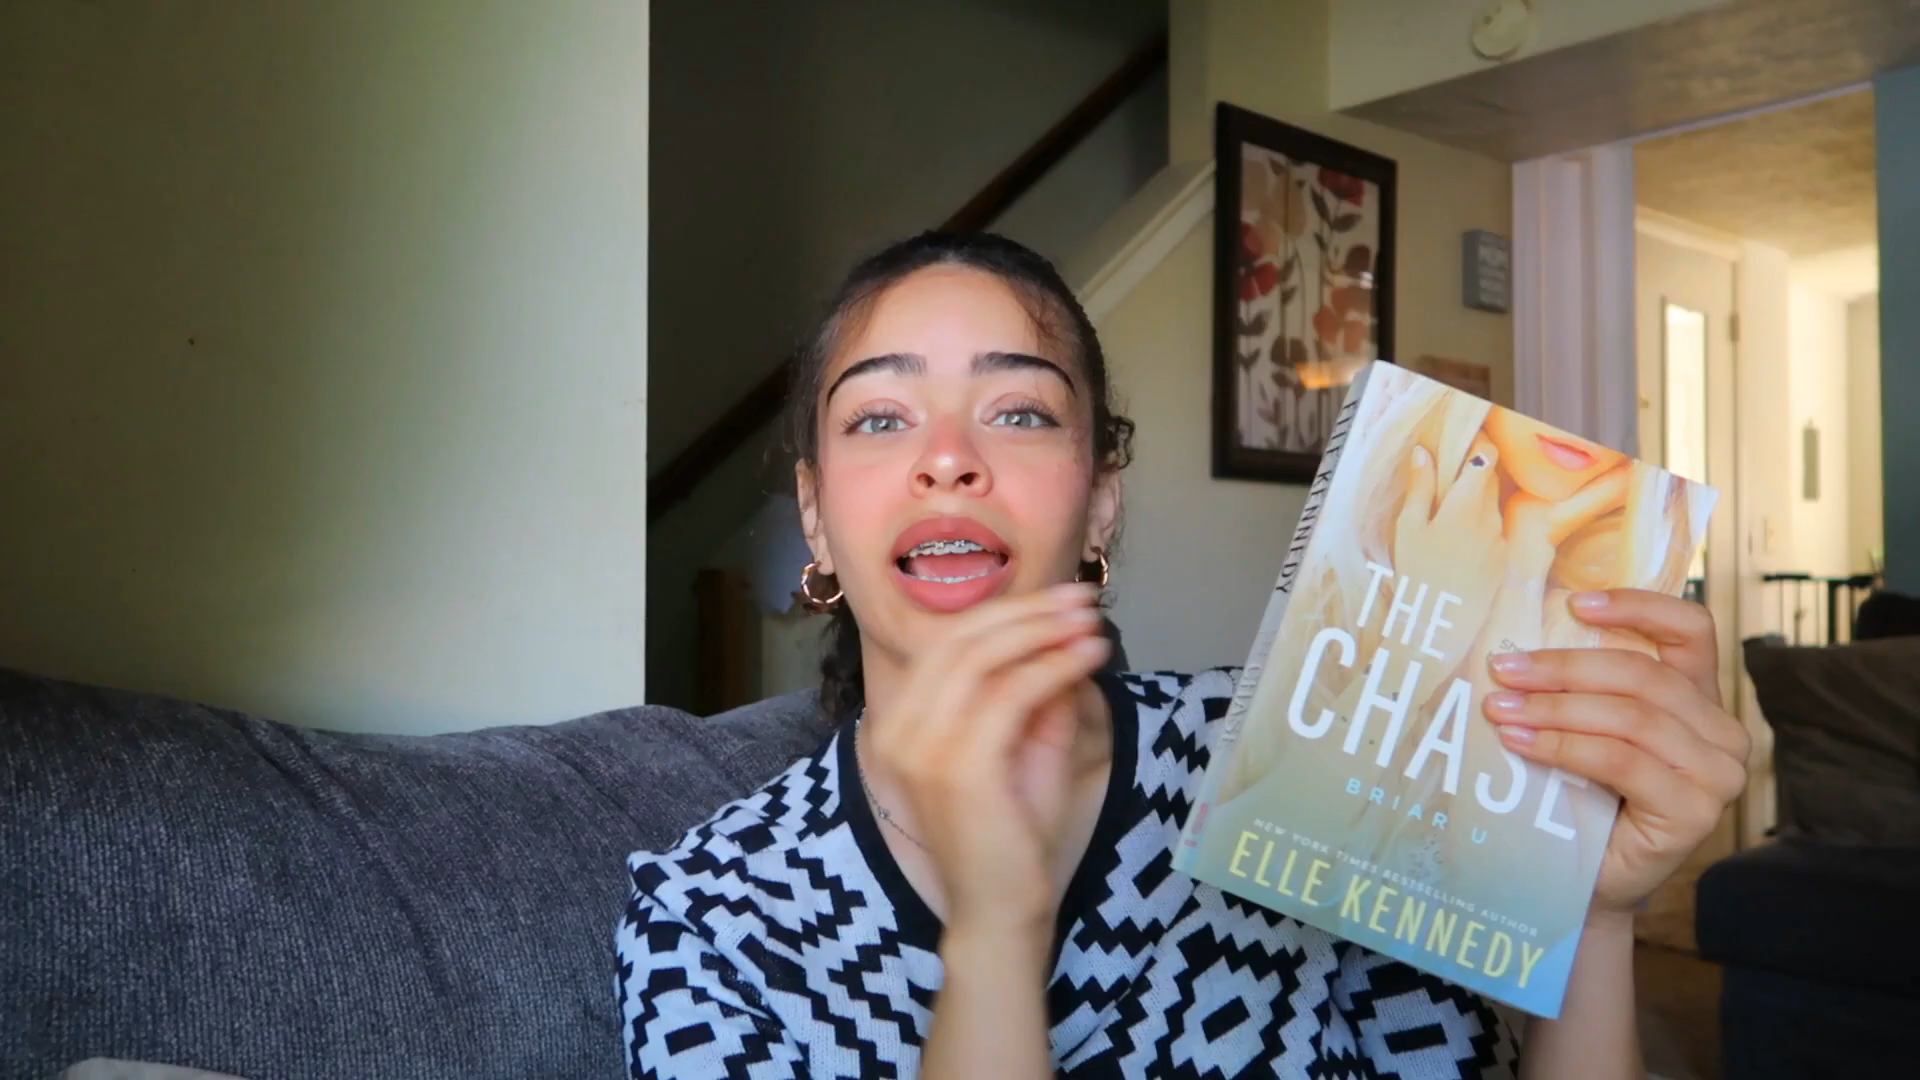 ELLE KENNEDY
THE CHASE
THE
CHASE
BRIAR U
NEW YORK TIMES BESTSELLING AUTHOR
ELLE KENNEDY